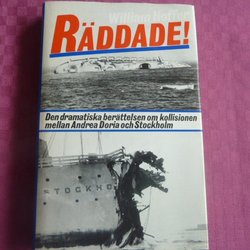 William Hoffer
RÄDDADE!
Den dramatiska berättelsen om kollisionen
mellan Andrea Doria och Stockholm
STOCKHO